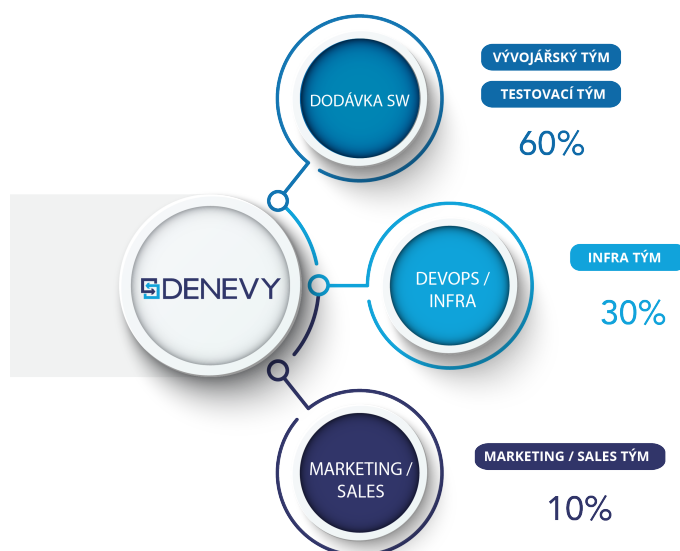 DODÁVKA SW
VÝVOJÁŘSKÝ TÝM
TESTOVACÍ TÝM
60%
DENEVY
DEVOPS /
INFRA
INFRA TÝM
30%
MARKETING /
SALES
MARKETING / SALES TÝM
10%